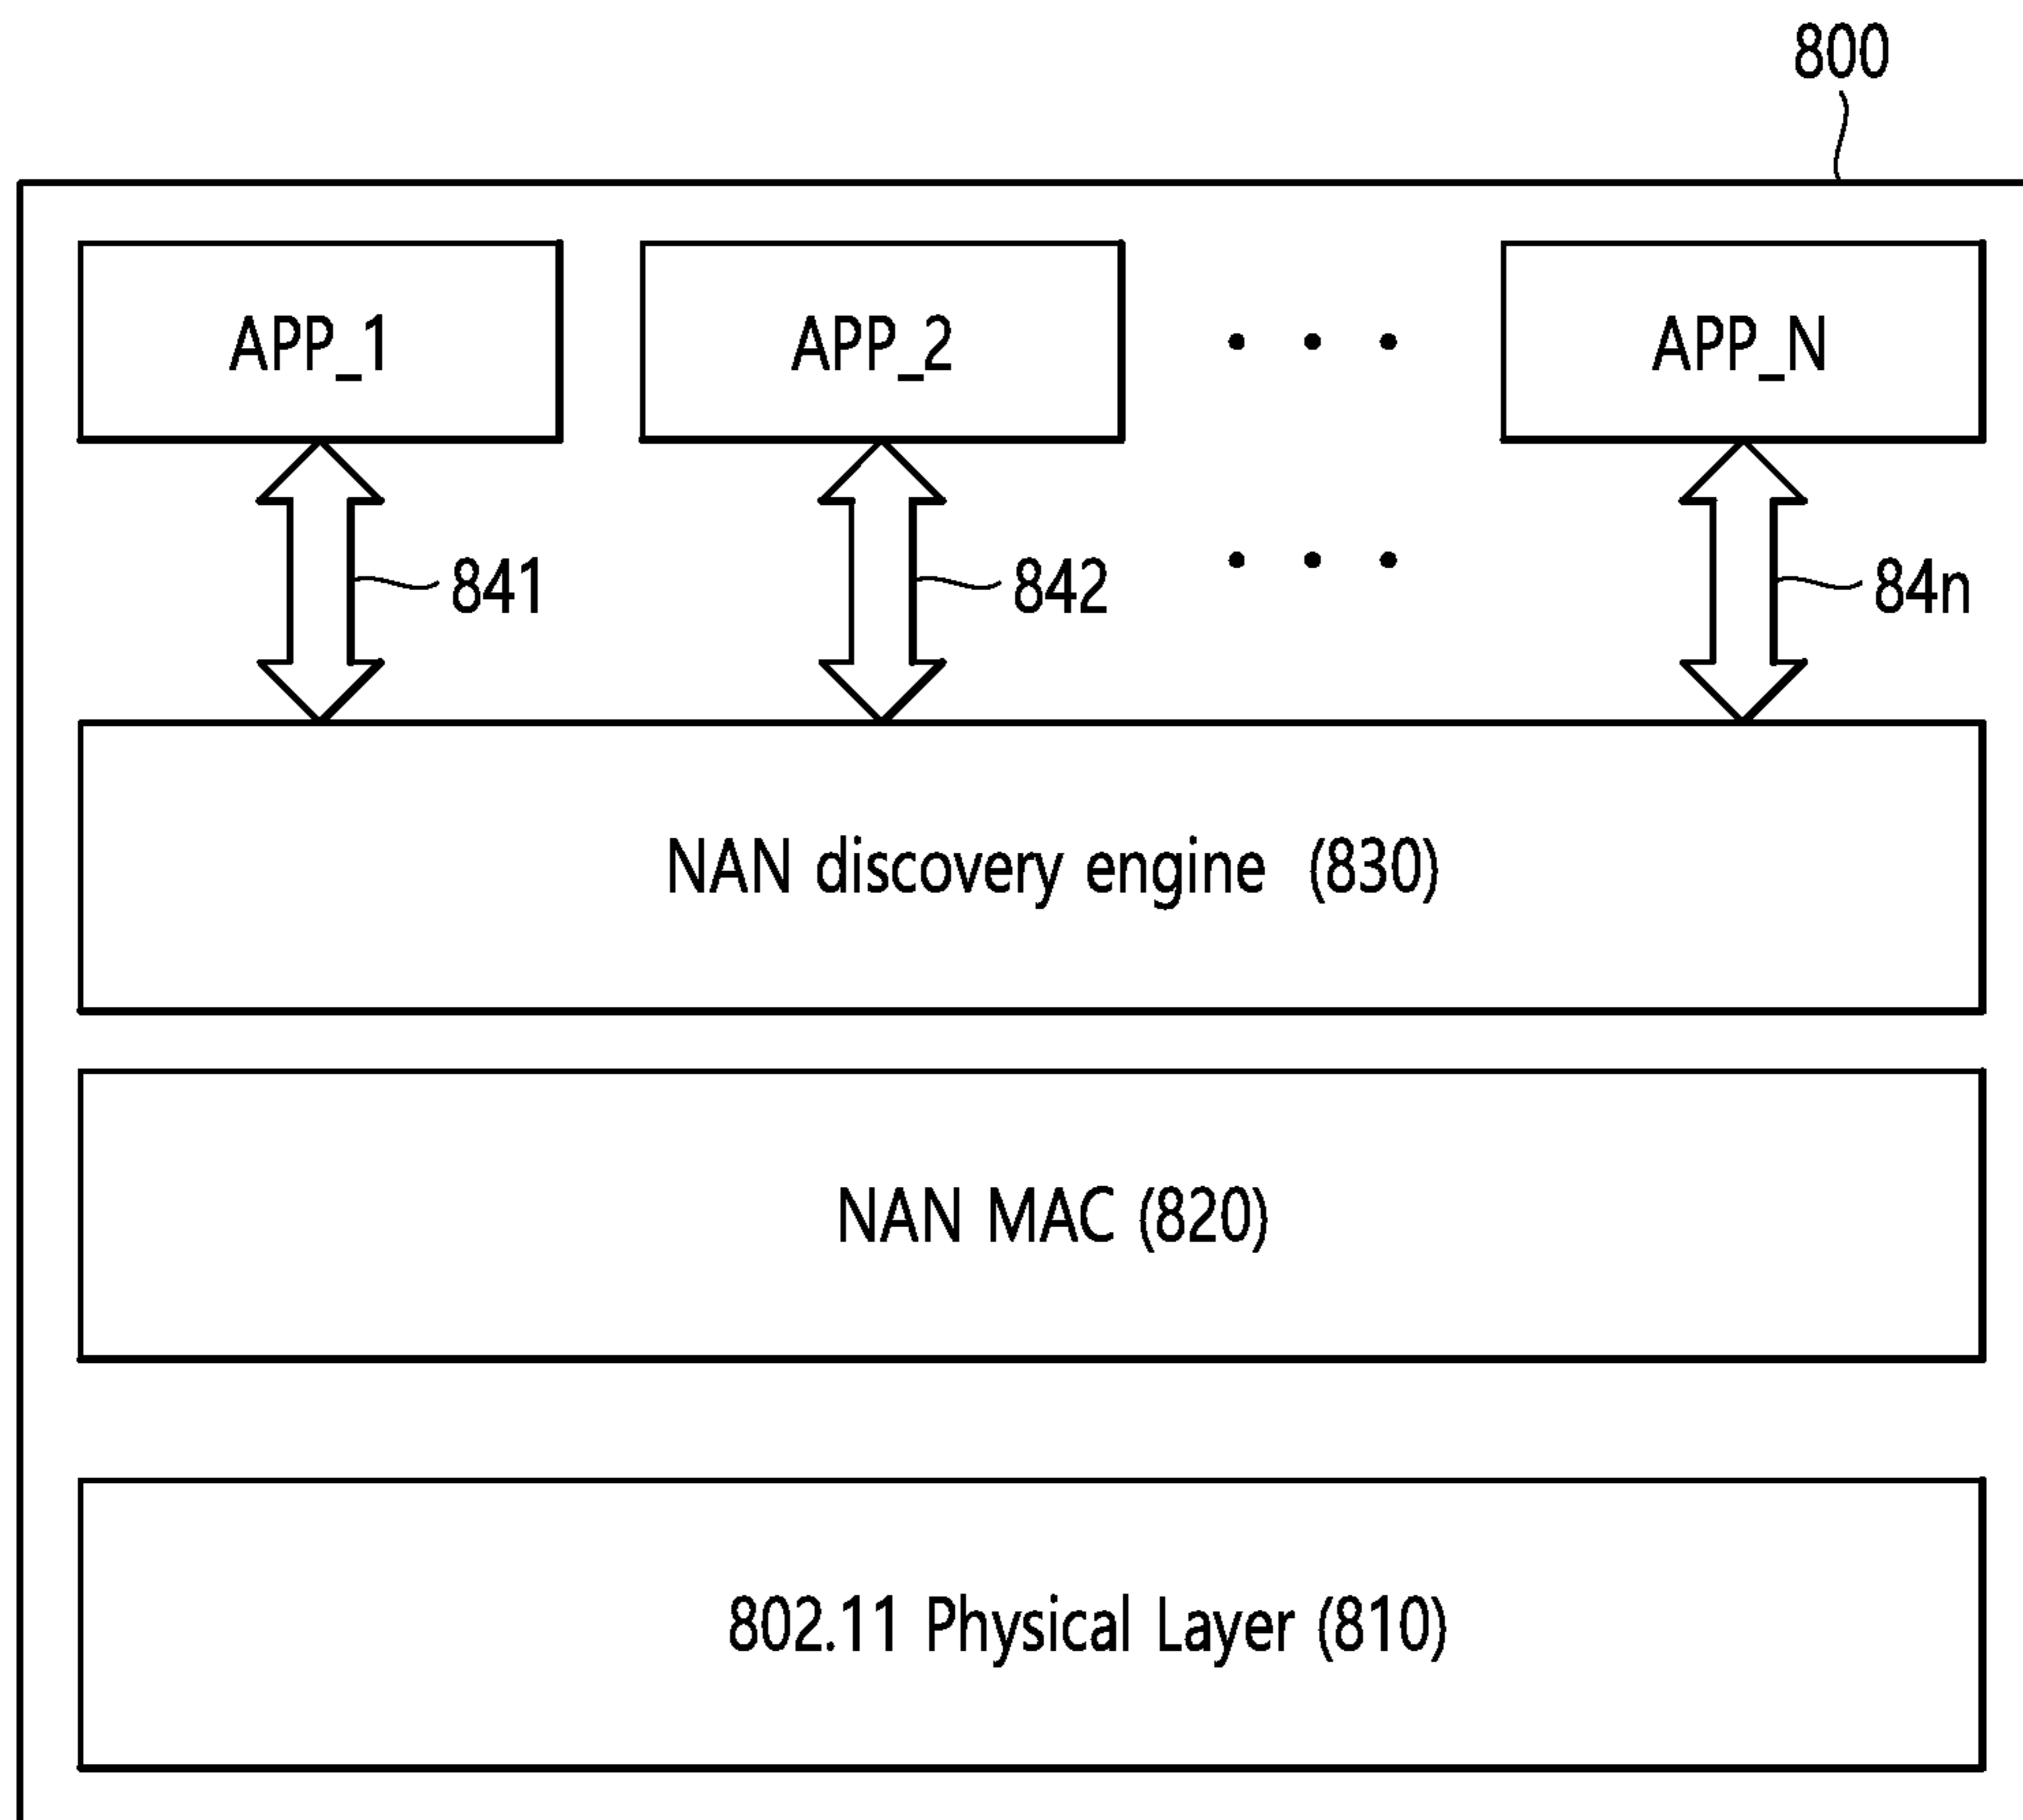 800
APP_1 APP_2 . . . APP_N
841 842 . . . 84n
NAN discovery engine (830)
NAN MAC (820)
802.11 Physical Layer (810)